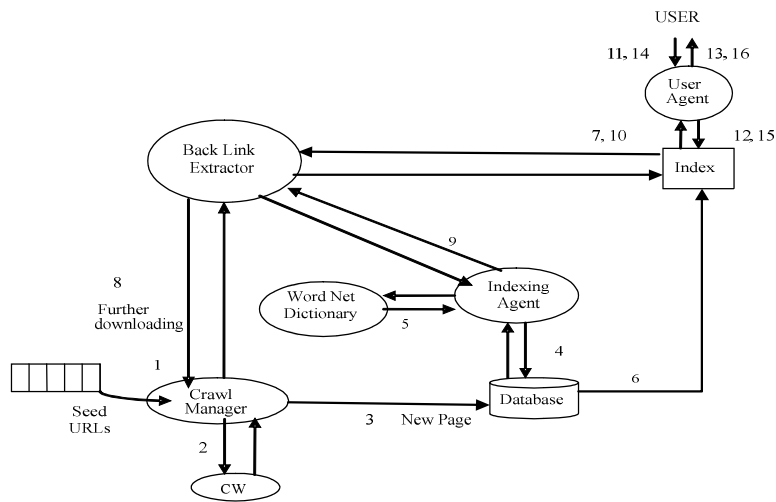 USER
11, 14
13, 16
User
Agent
7, 10
12, 15
Back Link
Extractor
Index
9
8
Further
downloading
Word Net
Dictionary
Indexing
Agent
5
4
1
6
Seed
URLs
Crawl
Manager
3
New Page
Database
2
CW